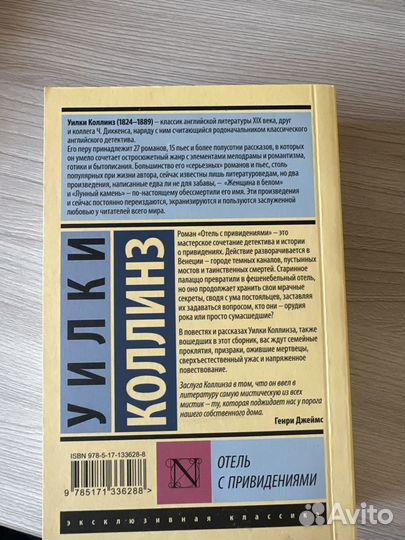 Уилки Коллинз (1824–1889) – классик английской литературы XIX века, друг
и коллега Ч. Диккенса, наряду с ним считающийся родоначальником классического
английского детектива.
Его перу принадлежит 27 романов, 15 пьес и более полусотни рассказов, в которых
он умело сочетает остросюжетный жанр с элементами мелодрамы и романтизма,
готики и бытописания. Большинство его «серьезных» романов и пьес, столь
популярных при жизни автора, сейчас известны лишь литературоведам, но два
произведения, написанные едва ли не для забавы, – «Женщина в белом»
и «Лунный камень» – по-настоящему обессмертили его имя. Эти произведения
и сейчас постоянно переиздаются, экранизируются и пользуются заслуженной
любовью у читателей всего мира.
УИЛКИ
КОЛЛИНЗ
Роман «Отель с привидениями» – это
мастерское сочетание детектива и истории
о привидениях. Действие разворачивается в
Венеции – городе темных каналов, пустынных
мостов и таинственных смертей. Старинное
палаццо превратили в фешенебельный отель,
но оно продолжает хранить свои мрачные
секреты, сводя с ума постояльцев, заставляя
их задаваться вопросом, кто они – орудия
рока или просто сумасшедшие?
В повестях и рассказах Уилки Коллинза, также
вошедших в этот сборник, вас ждут семейные
проклятия, призраки, ожившие мертвецы,
сверхъестественный ужас и напряженное
повествование.
Заслуга Коллинза в том, что он ввел в
литературу самую мистическую из всех
мистик – ту, которая поджидает нас у порога
нашего собственного дома.
Генри Джеймс
ISBN 978-5-17-133628-8
9 785171 336288 >
N
ОТЕЛЬ
С ПРИВИДЕНИЯМИ
ЭКСКЛЮЗИВНАЯ КЛАССИК
Avito